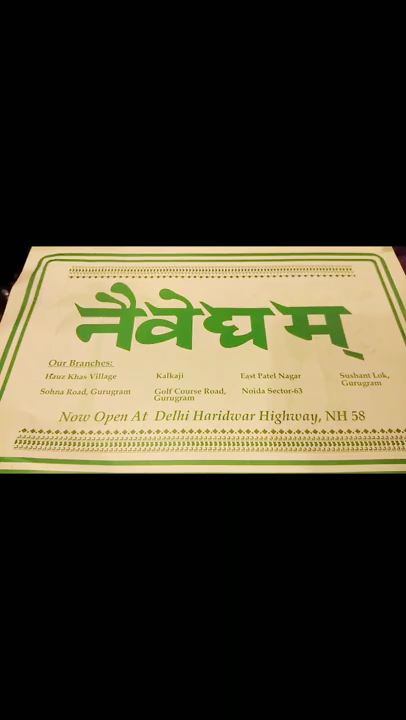 नैवेद्यम्
Our Branches:
Hauz Khas Village Kalkaji East Patel Nagar Sushant Lok, Gurugram
Sohna Road, Gurugram Golf Course Road, Gurugram Noida Sector-63
Now Open At Delhi Haridwar Highway, NH 58